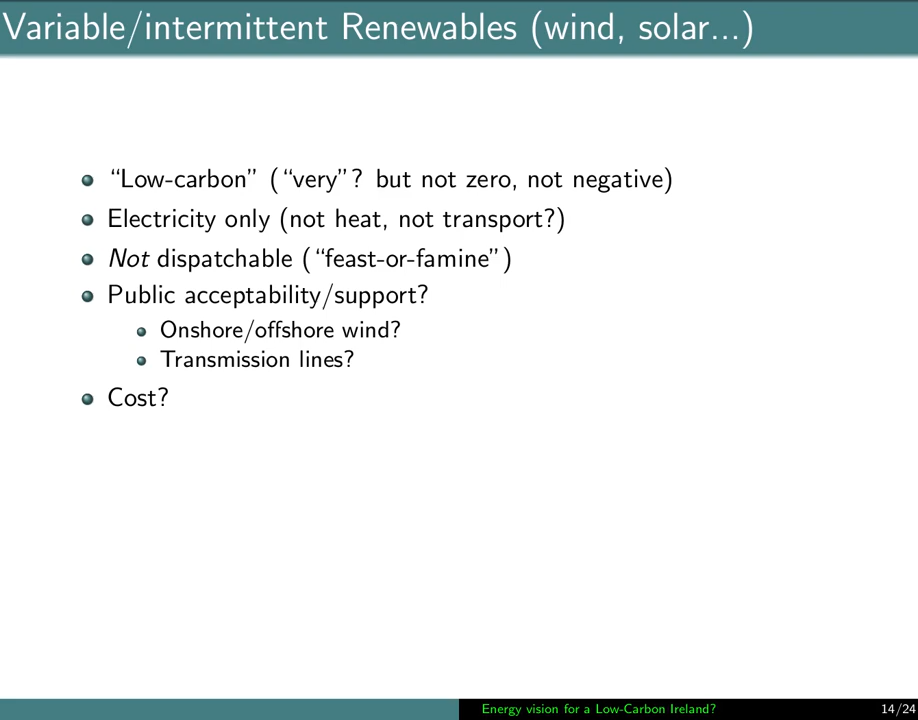 Variable/intermittent Renewables (wind, solar...)
“Low-carbon” (“very”? but not zero, not negative)
Electricity only (not heat, not transport?)
Not dispatchable (“feast-or-famine”)
Public acceptability/support?
Onshore/offshore wind?
Transmission lines?
Cost?
Energy vision for a Low-Carbon Ireland?
14/24